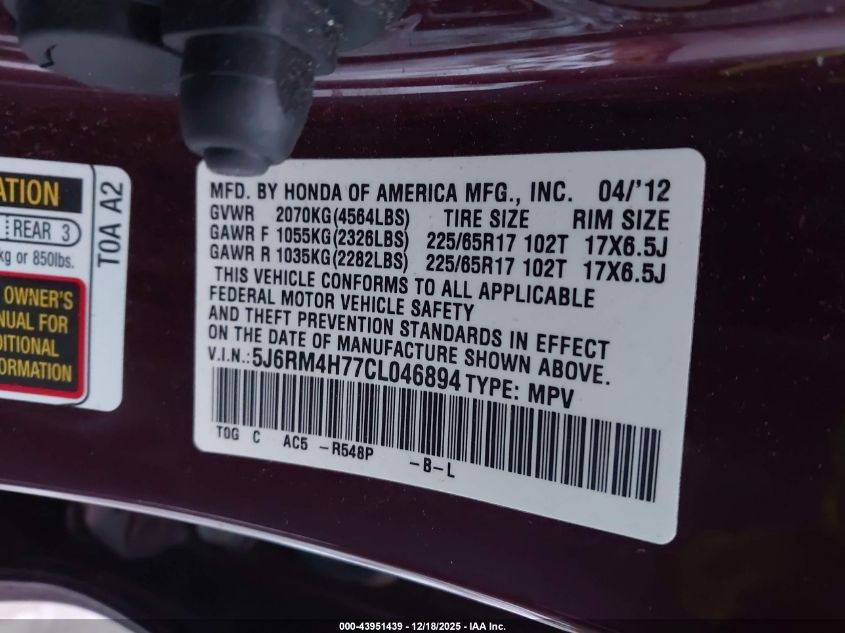 ATION
REAR 3
kg or 850lbs.
OWNER'S
NUAL FOR
DITIONAL
FORMATION
T0A A2
MFD. BY HONDA OF AMERICA MFG., INC. 04/'12
GVWR 2070KG(4564LBS) TIRE SIZE RIM SIZE
GAWR F 1055KG(2326LBS) 225/65R17 102T 17X6.5J
GAWR R 1035KG(2282LBS) 225/65R17 102T 17X6.5J
THIS VEHICLE CONFORMS TO ALL APPLICABLE
FEDERAL MOTOR VEHICLE SAFETY
AND THEFT PREVENTION STANDARDS IN EFFECT
ON THE DATE OF MANUFACTURE SHOWN ABOVE.
V.I.N.: 5J6RM4H77CL046894 TYPE: MPV
T0G C AC5 -R548P -B-L
000-43951439 - 12/18/2025 - IAA Inc.